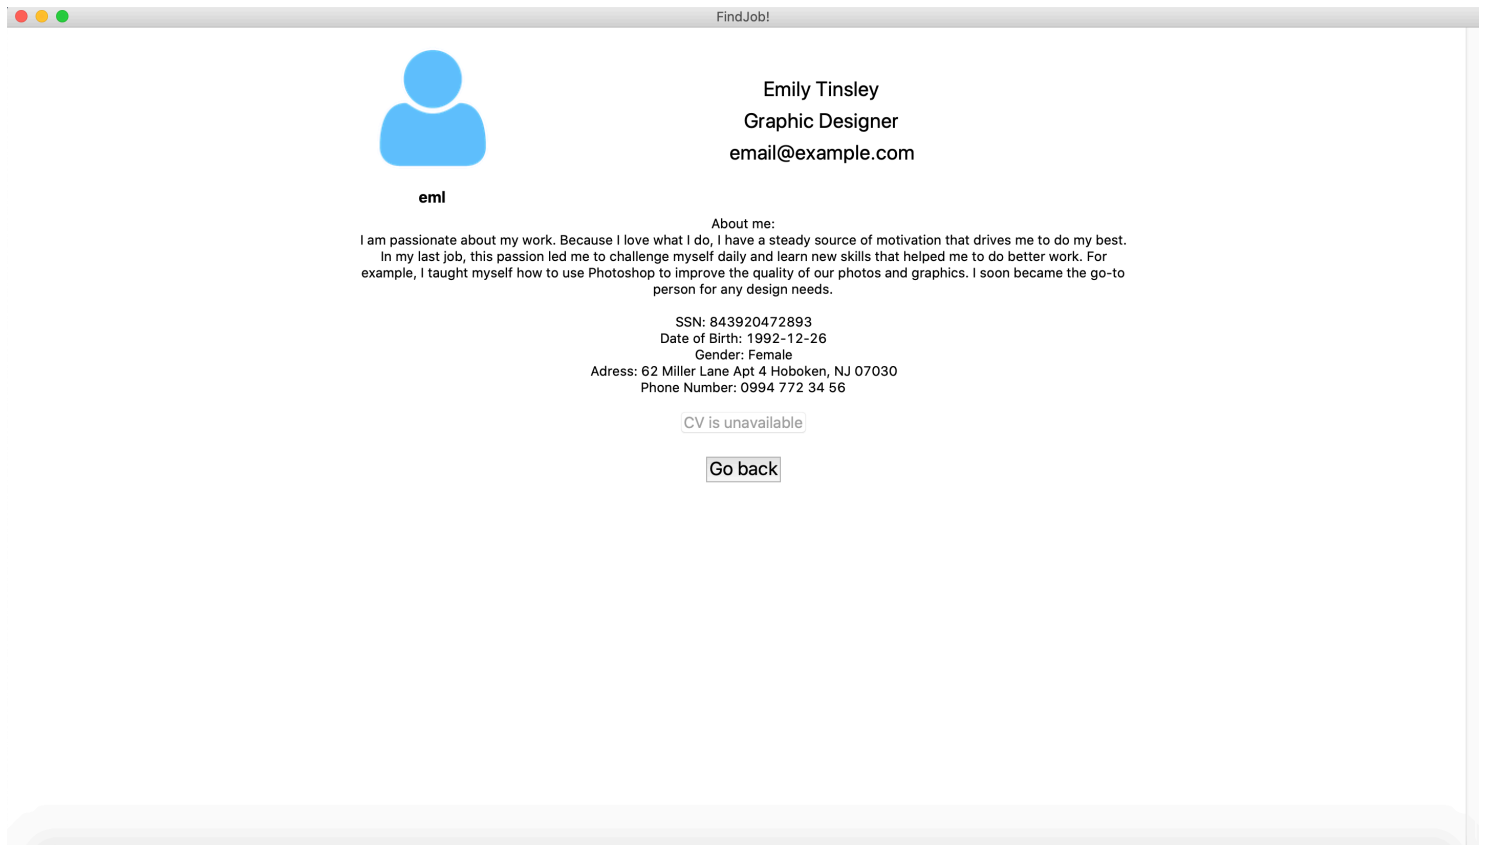 FindJob!
Emily Tinsley
Graphic Designer
email@example.com
eml
About me:
I am passionate about my work. Because I love what I do, I have a steady source of motivation that drives me to do my best.
In my last job, this passion led me to challenge myself daily and learn new skills that helped me to do better work. For
example, I taught myself how to use Photoshop to improve the quality of our photos and graphics. I soon became the go-to
person for any design needs.
SSN: 843920472893
Date of Birth: 1992-12-26
Gender: Female
Adress: 62 Miller Lane Apt 4 Hoboken, NJ 07030
Phone Number: 0994 772 34 56
CV is unavailable
Go back